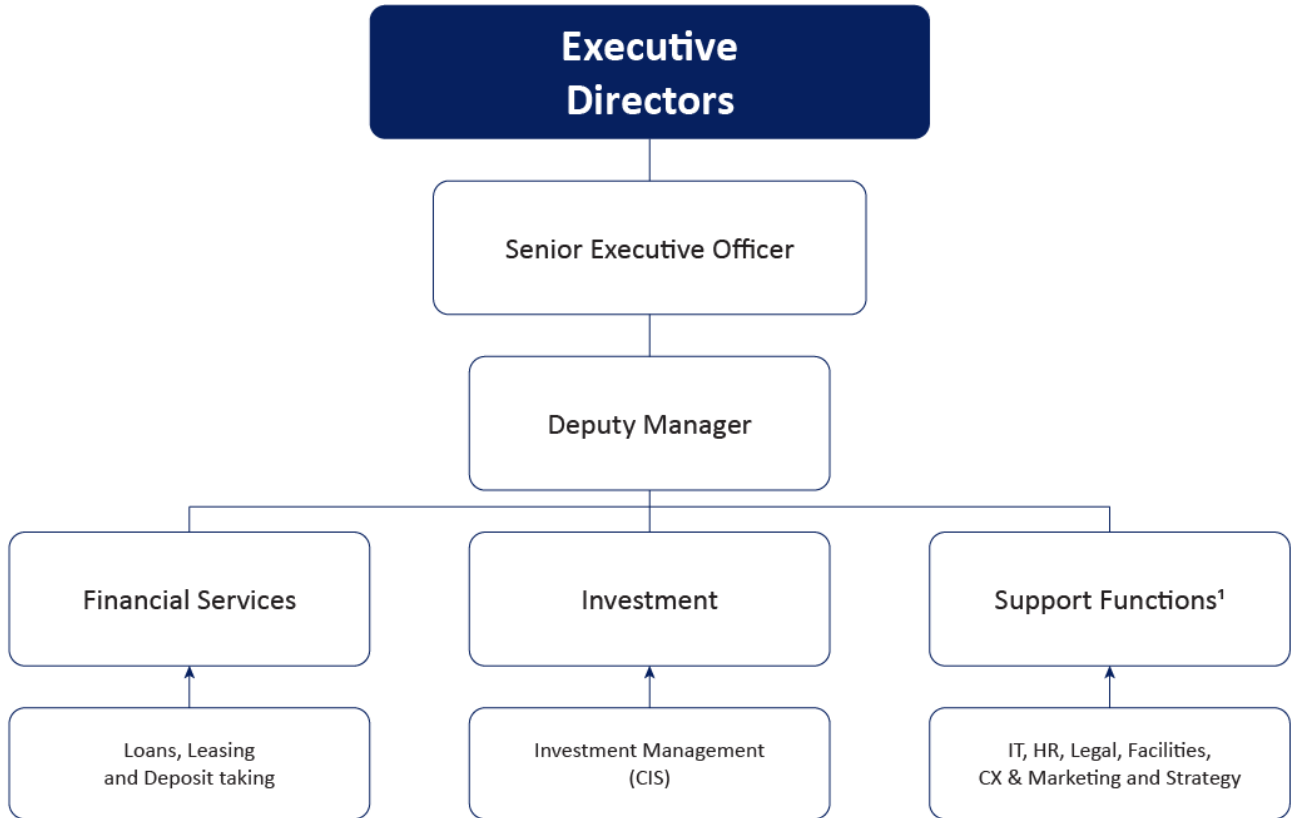 Executive
Directors
Senior Executive Officer
Deputy Manager
Financial Services
Investment
Support Functions¹
Loans, Leasing
and Deposit taking
Investment Management
(CIS)
IT, HR, Legal, Facilities,
CX & Marketing and Strategy